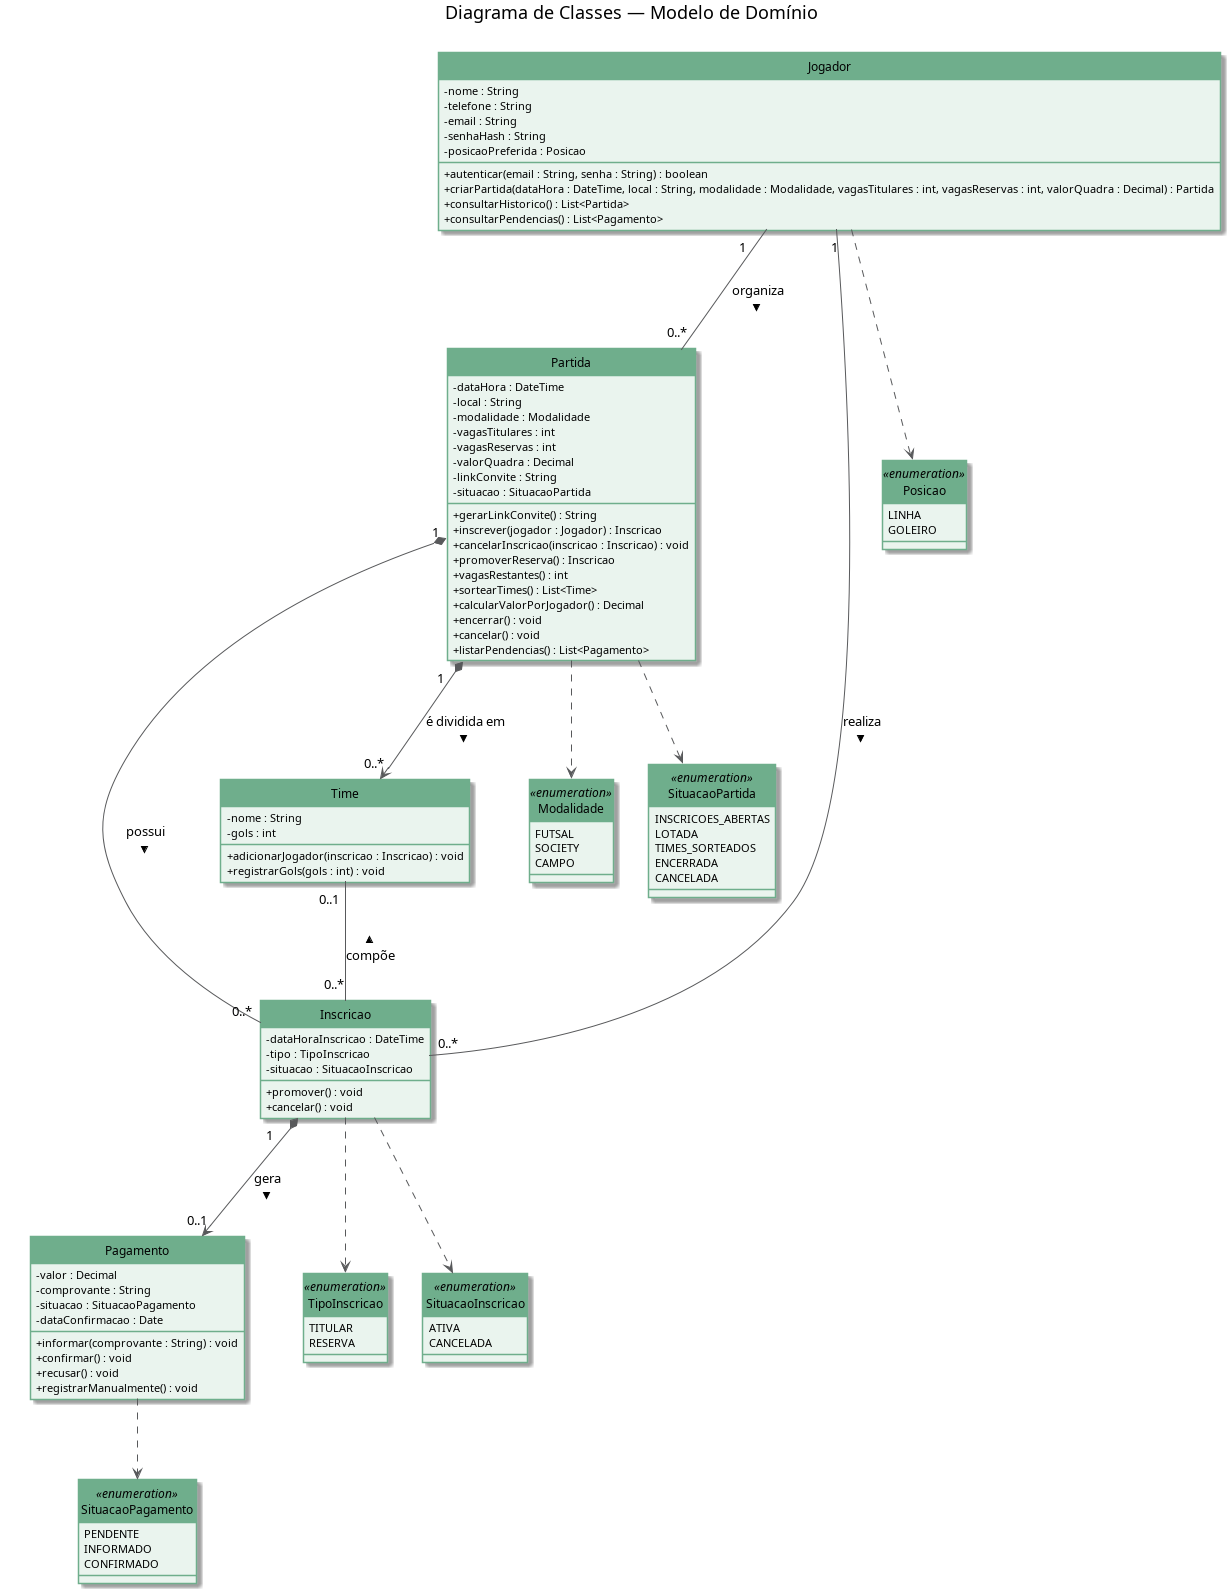 Diagrama de Classes — Modelo de Domínio
Jogador
-nome : String
-telefone : String
-email : String
-senhaHash : String
-posicaoPreferida : Posicao
+autenticar(email : String, senha : String) : boolean
+criarPartida(dataHora : DateTime, local : String, modalidade : Modalidade, vagasTitulares : int, vagasReservas : int, valorQuadra : Decimal) : Partida
+consultarHistorico() : List<Partida>
+consultarPendencias() : List<Pagamento>
1
1
organiza
▼
0..*
Partida
-dataHora : DateTime
-local : String
-modalidade : Modalidade
-vagasTitulares : int
-vagasReservas : int
-valorQuadra : Decimal
-linkConvite : String
-situacao : SituacaoPartida
+gerarLinkConvite() : String
+inscrever(jogador : Jogador) : Inscricao
+cancelarInscricao(inscricao : Inscricao) : void
+promoverReserva() : Inscricao
+vagasRestantes() : int
+sortearTimes() : List<Time>
+calcularValorPorJogador() : Decimal
+encerrar() : void
+cancelar() : void
+listarPendencias() : List<Pagamento>
«enumeration»
Posicao
LINHA
GOLEIRO
1
1
é dividida em
▼
0..*
realiza
▼
Time
-nome : String
-gols : int
+adicionarJogador(inscricao : Inscricao) : void
+registrarGols(gols : int) : void
«enumeration»
Modalidade
FUTSAL
SOCIETY
CAMPO
«enumeration»
SituacaoPartida
INSCRICOES_ABERTAS
LOTADA
TIMES_SORTEADOS
ENCERRADA
CANCELADA
possui
▼
0..1
▲
compõe
0..*
0..*
0..*
Inscricao
-dataHoraInscricao : DateTime
-tipo : TipoInscricao
-situacao : SituacaoInscricao
+promover() : void
+cancelar() : void
1
gera
▼
0..1
Pagamento
-valor : Decimal
-comprovante : String
-situacao : SituacaoPagamento
-dataConfirmacao : Date
+informar(comprovante : String) : void
+confirmar() : void
+recusar() : void
+registrarManualmente() : void
«enumeration»
TipoInscricao
TITULAR
RESERVA
«enumeration»
SituacaoInscricao
ATIVA
CANCELADA
«enumeration»
SituacaoPagamento
PENDENTE
INFORMADO
CONFIRMADO